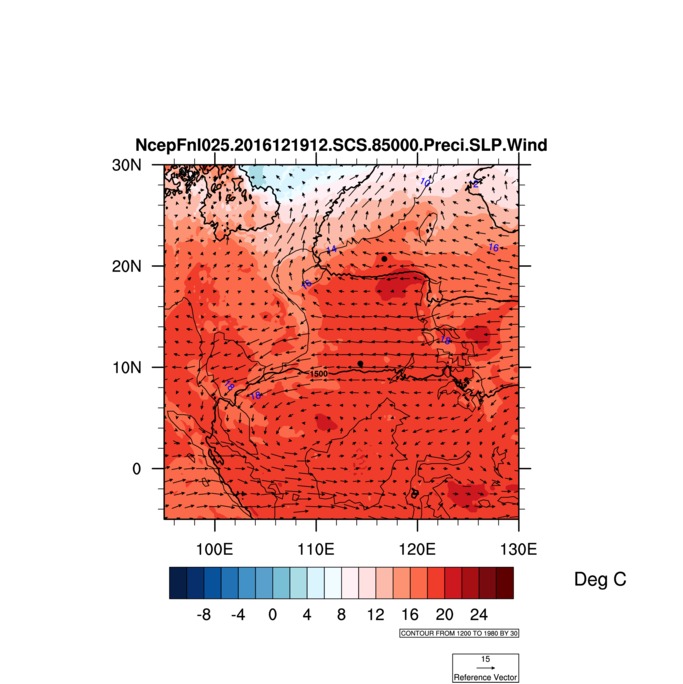 NcepFnl025.2016121912.SCS.85000.Preci.SLP.Wind
30N
20N
10N
0
10
12
14
16
16
18
16
18
1500
100E
110E
120E
130E
-8
-4
0
4
8
12
16
20
24
Deg C
CONTOUR FROM 1200 TO 1980 BY 30
15
Reference Vector